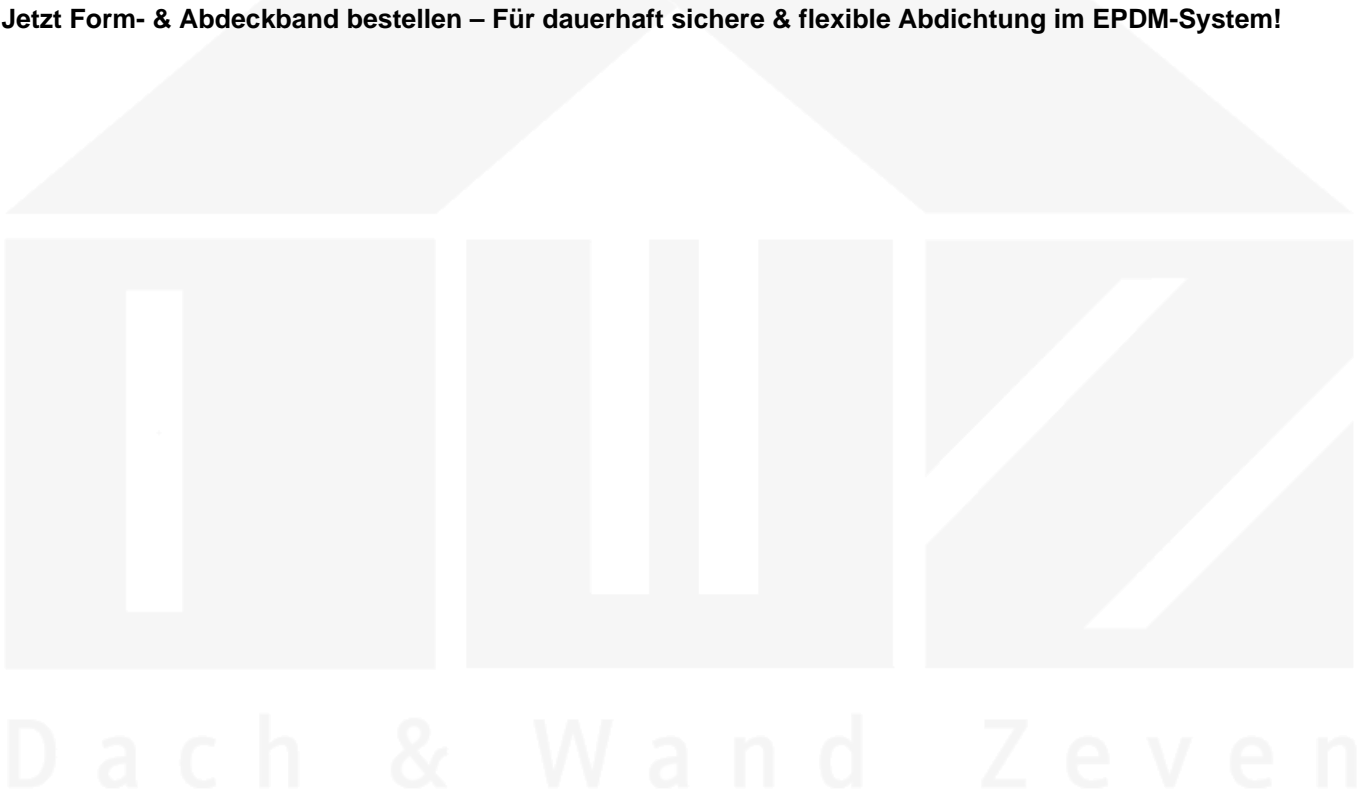 Jetzt Form- & Abdeckband bestellen – Für dauerhaft sichere & flexible Abdichtung im EPDM-System!
Dach & Wand Zeven